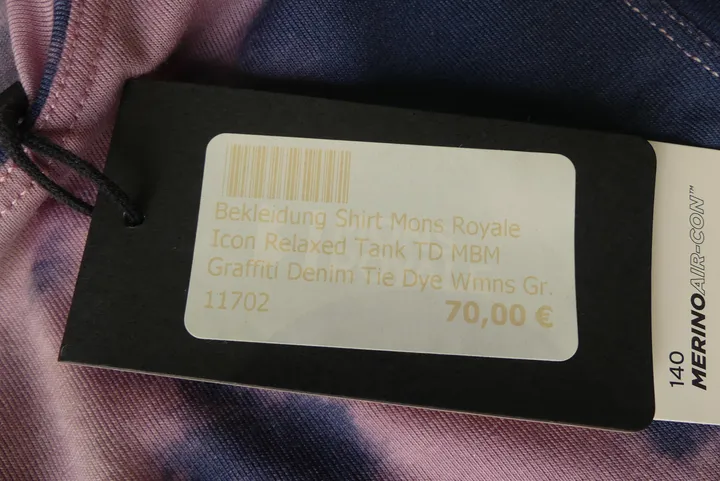 Bekleidung Shirt Mons Royale
Icon Relaxed Tank TD MBM
Graffiti Denim Tie Dye Wmns Gr.
11702 70,00 €
140 MERINOAIR-CON™